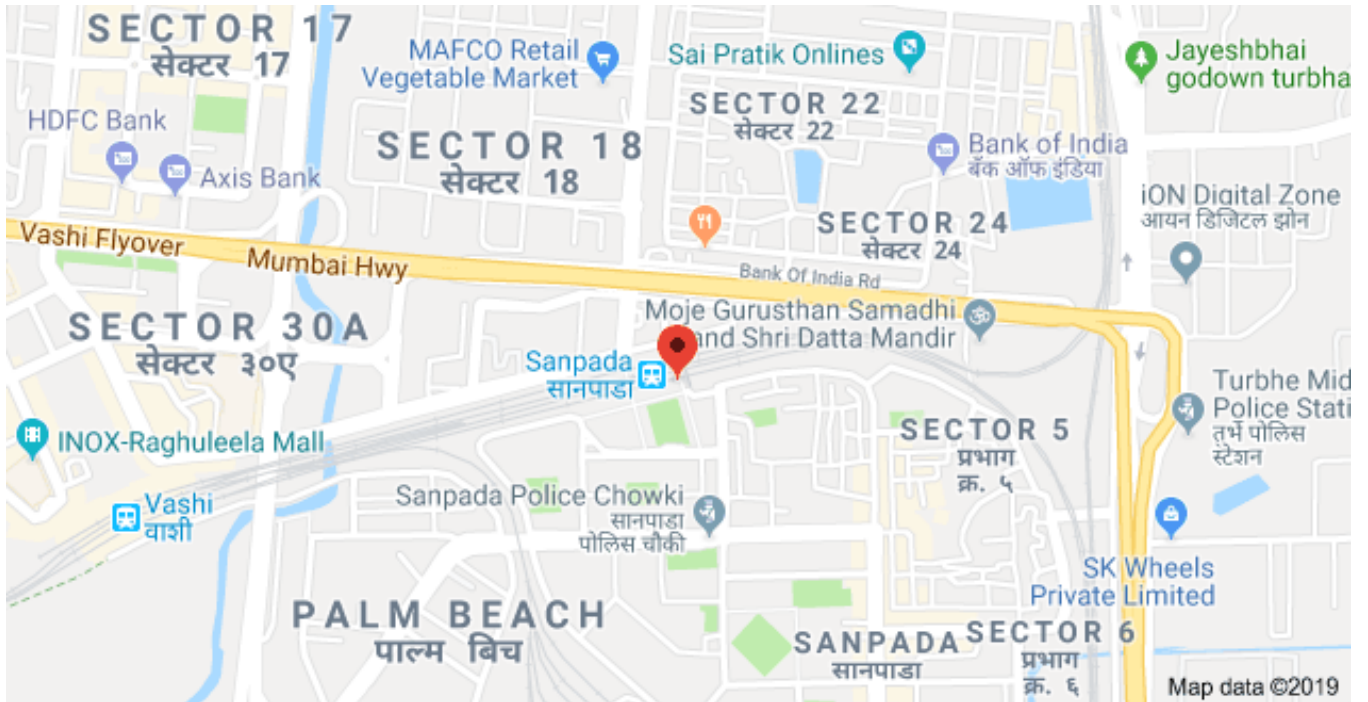 SECTOR 17
सेक्टर 17
MAFCO Retail
Vegetable Market
Sai Pratik Onlines
Jayeshbhai
godown turbha
HDFC Bank
Axis Bank
SECTOR 18
सेक्टर 18
SECTOR 22
सेक्टर 22
Bank of India
बॅक ऑफ इंडिया
iON Digital Zone
आयन डिजिटल झोन
SECTOR 24
सेक्टर 24
Vashi Flyover
Mumbai Hwy
Bank Of India Rd
SECTOR 30A
सेक्टर ३०ए
Moje Gurusthan Samadhi
and Shri Datta Mandir
Sanpada
सानपाडा
Turbhe Mid
Police Stati
तुर्भे पोलिस
स्टेशन
INOX-Raghuleela Mall
SECTOR 5
प्रभाग
क्र. ५
Vashi
वाशी
Sanpada Police Chowki
सानपाडा
पोलिस चौकी
SK Wheels
Private Limited
PALM BEACH
पाल्म बिच
SANPADA
सानपाडा
SECTOR 6
प्रभाग
क्र. ६
Map data ©2019